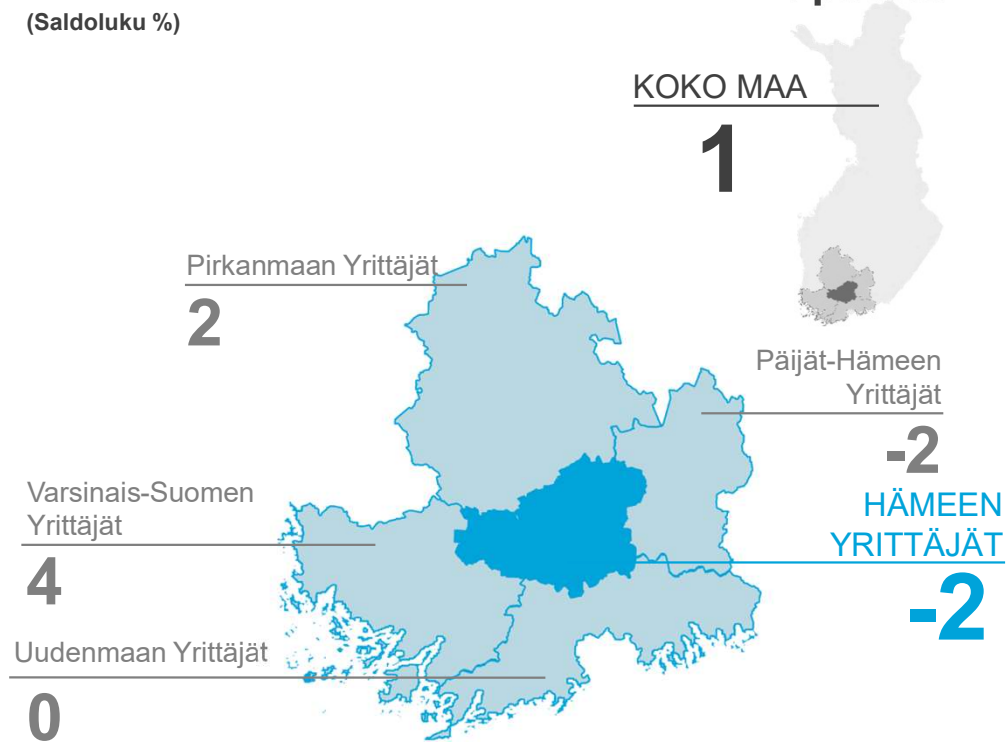 (Saldoluku %)
KOKO MAA
1
Pirkanmaan Yrittäjät
2
Päijät-Hämeen
Yrittäjät
-2
Varsinais-Suomen
Yrittäjät
4
HÄMEEN
YRITTÄJÄT
-2
Uudenmaan Yrittäjät
0